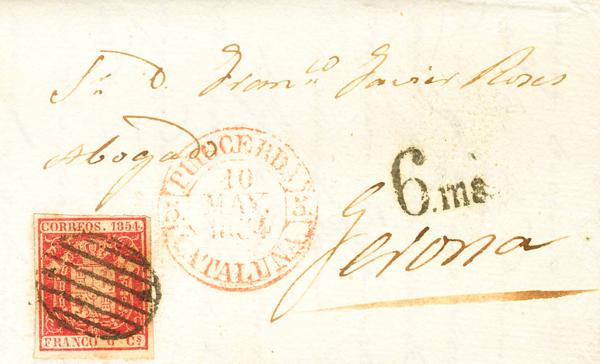 Sr. D. Franco Javier Roses
Abogado
PUIGCERDA
10
MAY.
1854
CATALUÑA
6.ms.
Gerona
CORREOS. 1854.
FRANCO 6 Cs